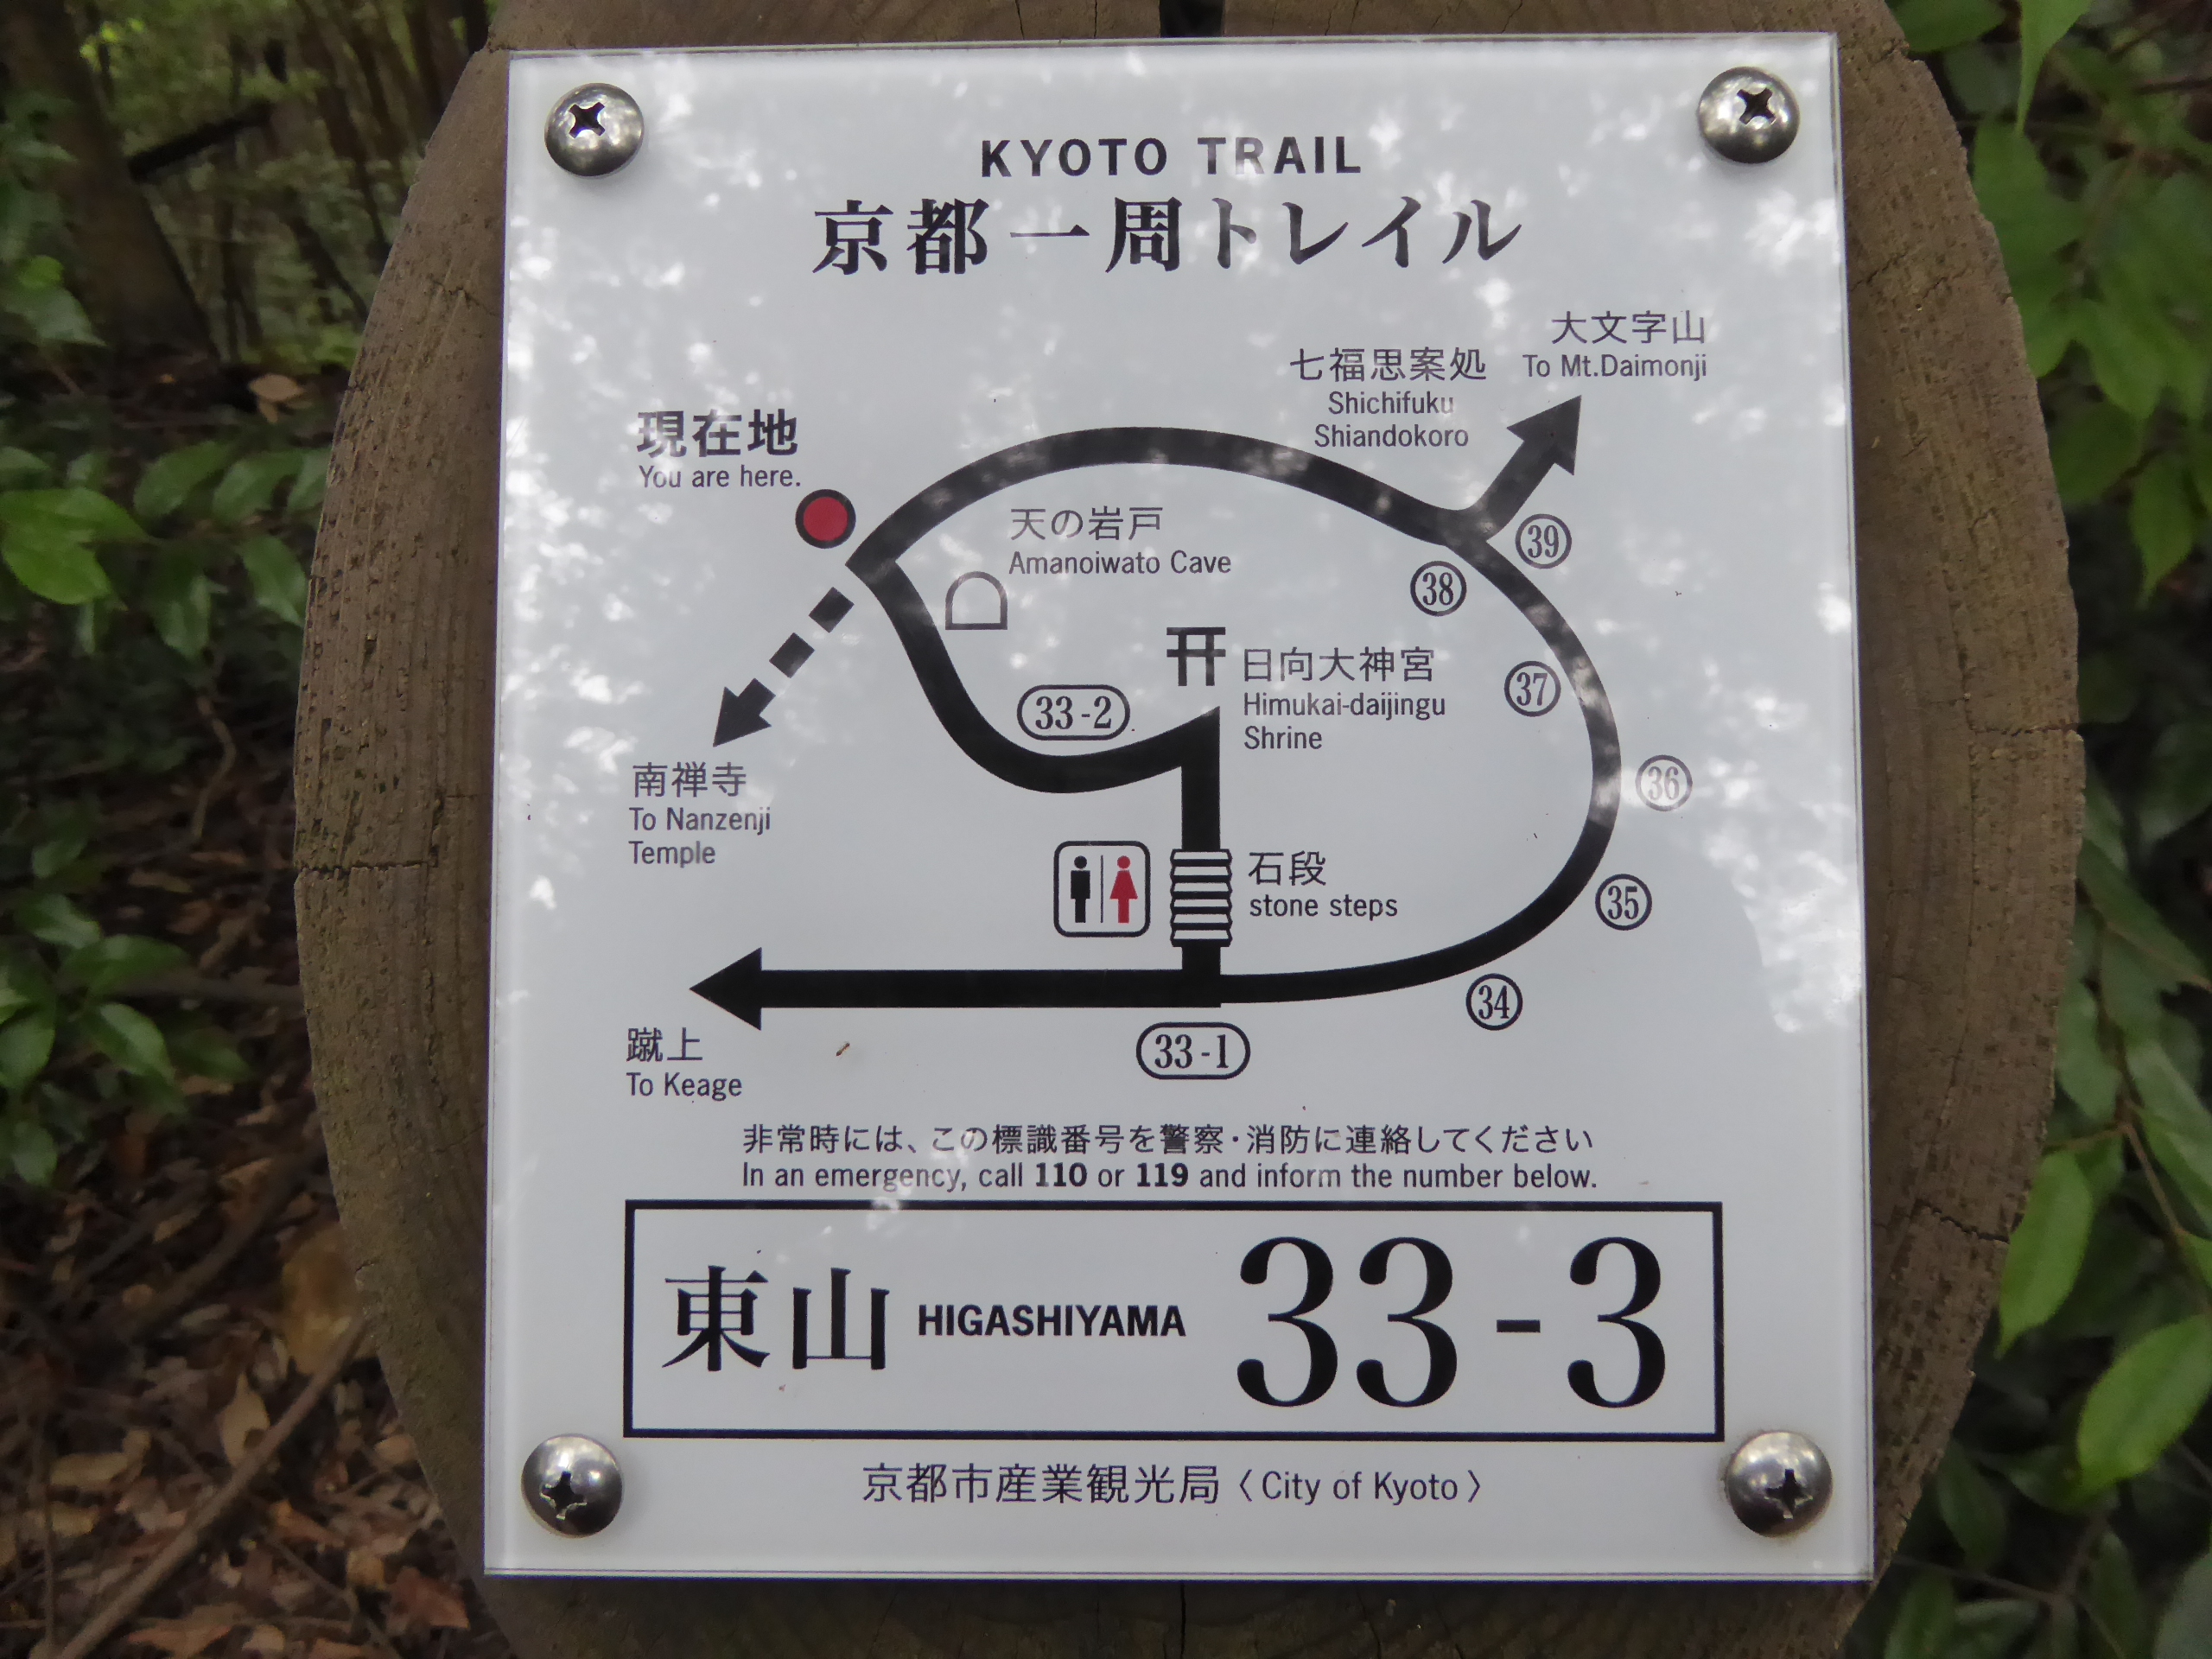 KYOTO TRAIL
京都一周トレイル
大文字山
To Mt.Daimonji
七福思案処
Shichifuku
Shiandokoro
現在地
You are here.
天の岩戸
Amanoiwato Cave
39
38
日向大神宮
Himukai-daijingu
Shrine
37
33-2
南禅寺
To Nanzenji
Temple
36
石段
stone steps
35
34
蹴上
To Keage
33-1
非常時には、この標識番号を警察・消防に連絡してください
In an emergency, call 110 or 119 and inform the number below.
東山 HIGASHIYAMA 33-3
京都市産業観光局〈City of Kyoto〉